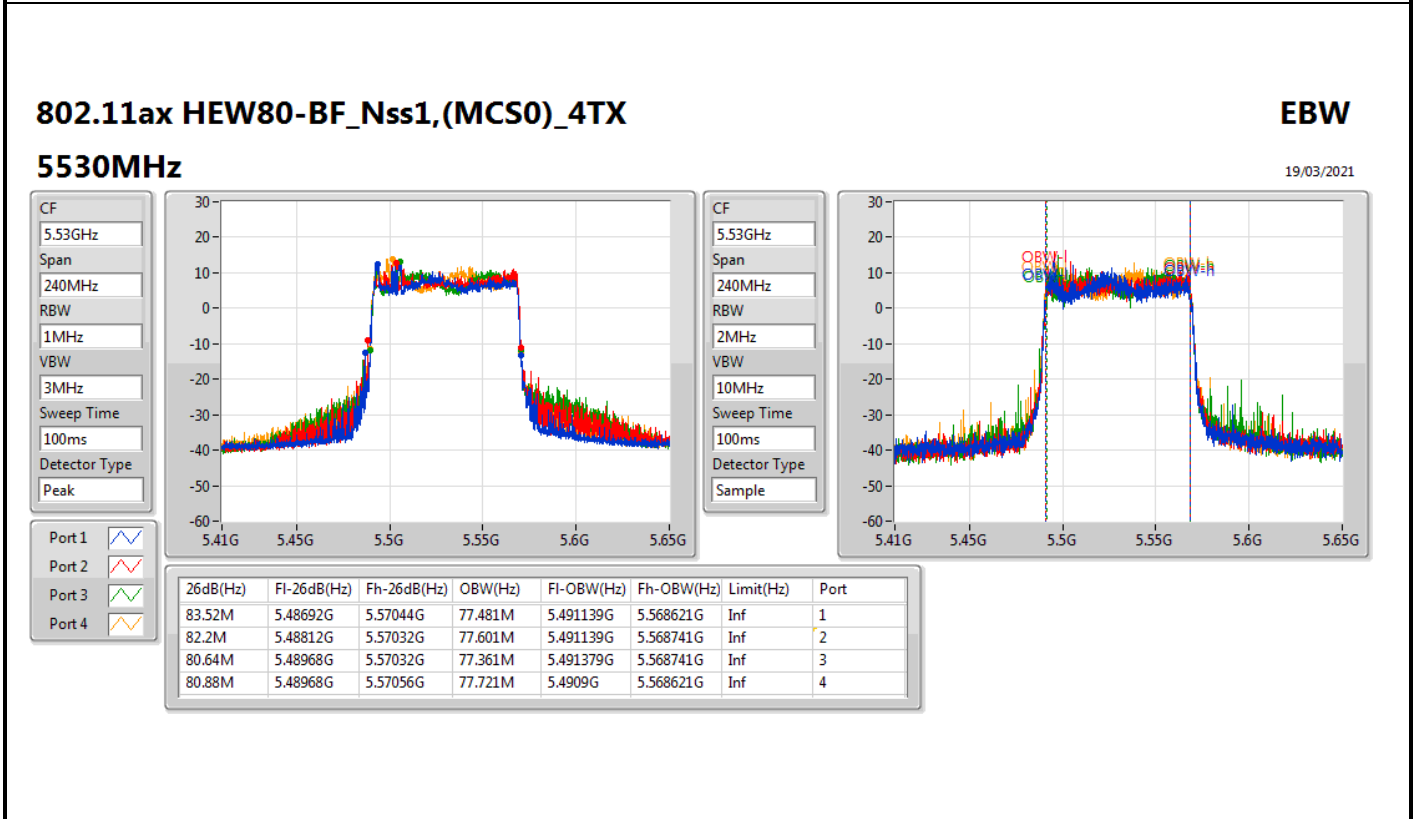 802.11ax HEW80-BF_Nss1,(MCS0)_4TX
EBW
5530MHz
19/03/2021
CF
5.53GHz
Span
240MHz
RBW
1MHz
VBW
3MHz
Sweep Time
100ms
Detector Type
Peak
30
20
10
0
-10
-20
-30
-40
-50
-60
5.41G 5.45G 5.5G 5.55G 5.6G 5.65G
CF
5.53GHz
Span
240MHz
RBW
2MHz
VBW
10MHz
Sweep Time
100ms
Detector Type
Sample
30
20
10
0
-10
-20
-30
-40
-50
-60
5.41G 5.45G 5.5G 5.55G 5.6G 5.65G
OBW-h
Port 1
Port 2
Port 3
Port 4
26dB(Hz) Fl-26dB(Hz) Fh-26dB(Hz) OBW(Hz) Fl-OBW(Hz) Fh-OBW(Hz) Limit(Hz) Port
83.52M 5.48692G 5.57044G 77.481M 5.491139G 5.568621G Inf 1
82.2M 5.48812G 5.57032G 77.601M 5.491139G 5.568741G Inf 2
80.64M 5.48968G 5.57032G 77.361M 5.491379G 5.568741G Inf 3
80.88M 5.48968G 5.57056G 77.721M 5.4909G 5.568621G Inf 4